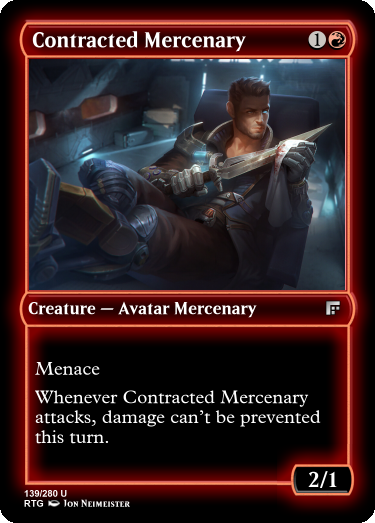 Contracted Mercenary 1
Creature — Avatar Mercenary
Menace
Whenever Contracted Mercenary
attacks, damage can't be prevented
this turn.
2/1
139/280 U
RTG Jon Neimeister